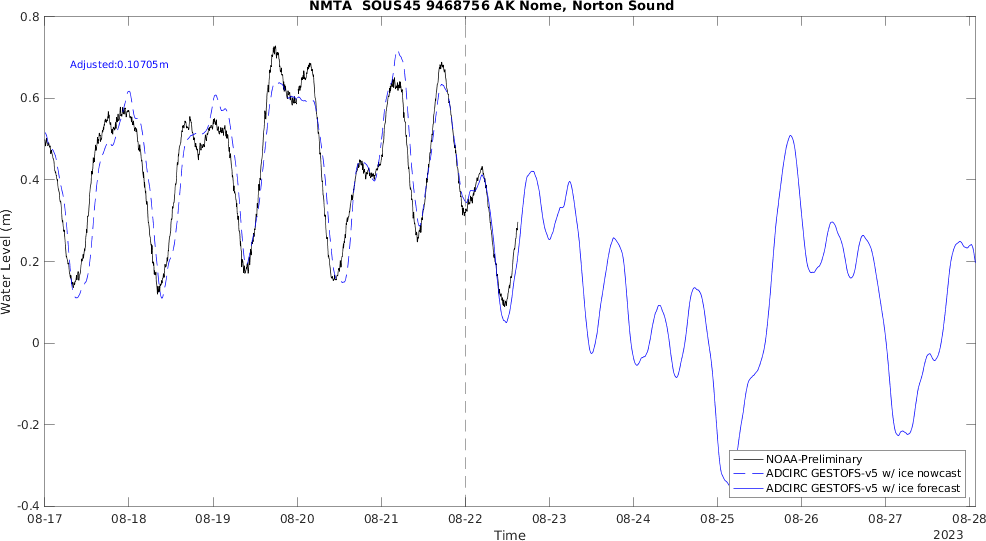 NMTA  SOUS45 9468756 AK Nome, Norton Sound
0.8
Adjusted:0.10705m
0.6
0.4
0.2
0
-0.2
-0.4
Water Level (m)
NOAA-Preliminary
ADCIRC GESTOFS-v5 w/ ice nowcast
ADCIRC GESTOFS-v5 w/ ice forecast
08-17 08-18 08-19 08-20 08-21 08-22 08-23 08-24 08-25 08-26 08-27 08-28
Time
2023